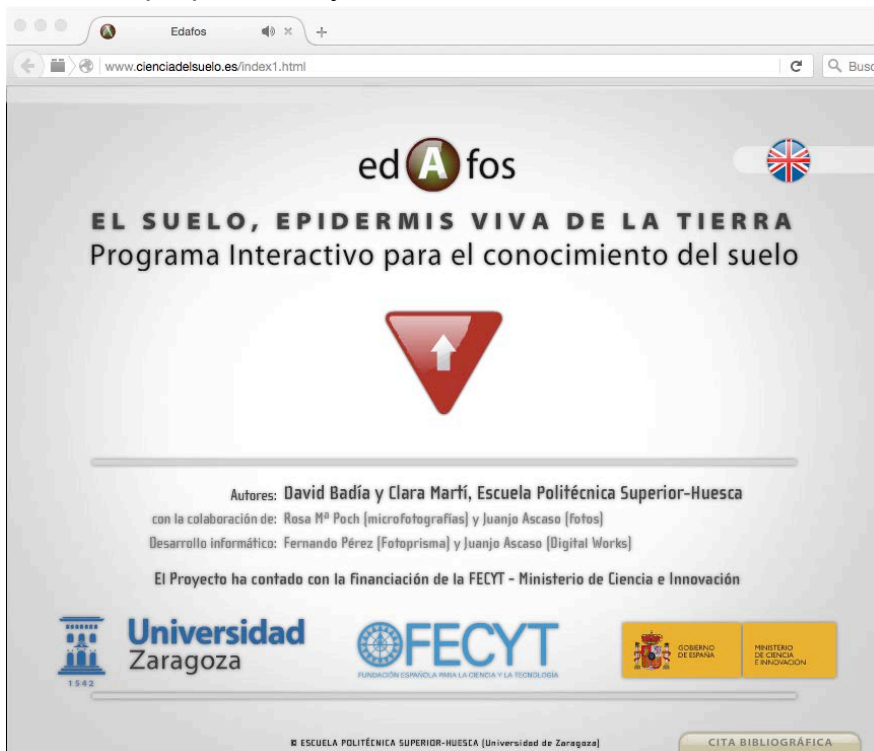 Edafos
www.cienciadelsuelo.es/index1.html
Busc
edAfos
EL SUELO, EPIDERMIS VIVA DE LA TIERRA
Programa Interactivo para el conocimiento del suelo
Autores: David Badía y Clara Martí, Escuela Politécnica Superior-Huesca
con la colaboración de: Rosa Mª Poch (microfotografías) y Juanjo Ascaso (fotos)
Desarrollo informático: Fernando Pérez (Fotoprisma) y Juanjo Ascaso (Digital Works)
El Proyecto ha contado con la financiación de la FECYT - Ministerio de Ciencia e Innovación
Universidad
Zaragoza
1542
FECYT
FUNDACIÓN ESPAÑOLA PARA LA CIENCIA Y LA TECNOLOGÍA
GOBIERNO
DE ESPAÑA
MINISTERIO
DE CIENCIA
E INNOVACIÓN
© ESCUELA POLITÉCNICA SUPERIOR-HUESCA (Universidad de Zaragoza)
CITA BIBLIOGRÁFICA